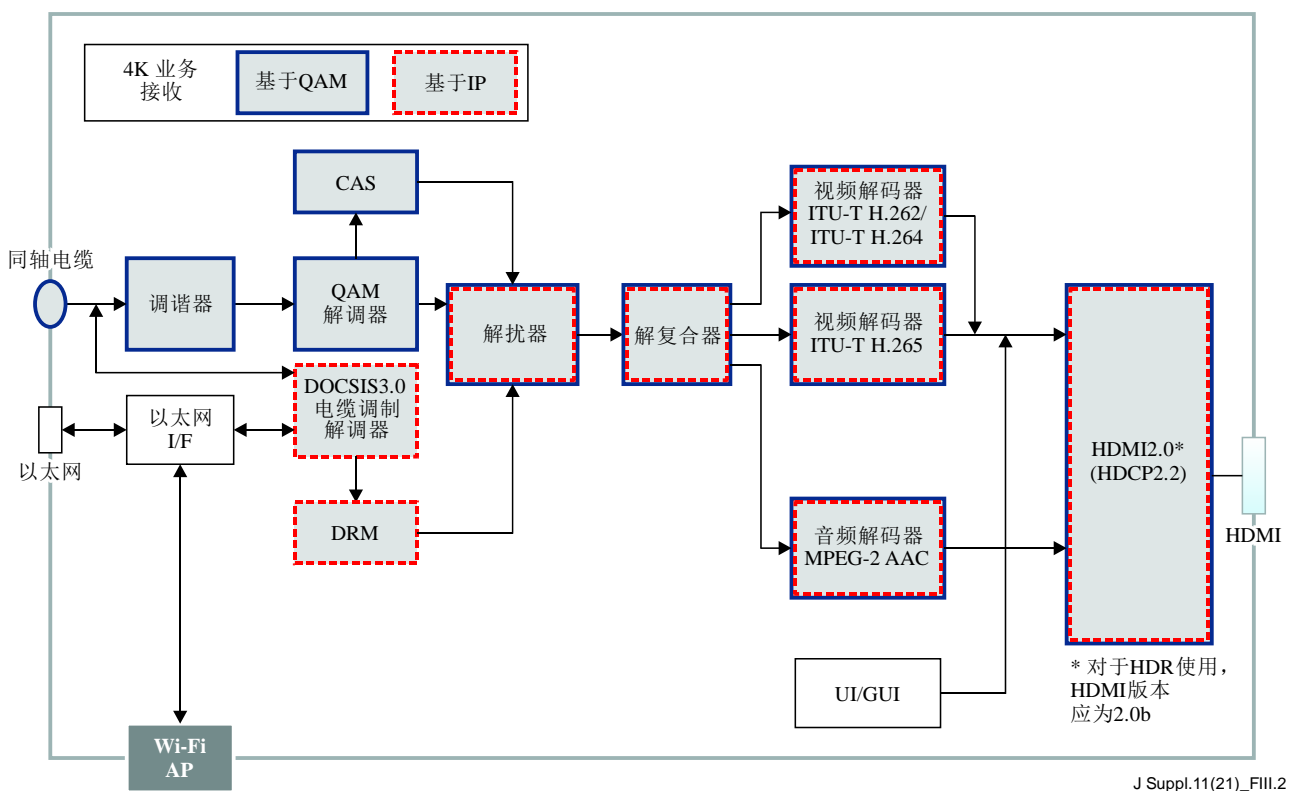 4K 业务
接收
基于QAM
基于IP
CAS
视频解码器
ITU-T H.262/
ITU-T H.264
同轴电缆
调谐器
QAM
解调器
解扰器
解复合器
视频解码器
ITU-T H.265
DOCSIS3.0
电缆调制
解调器
以太网
I/F
以太网
HDMI2.0*
(HDCP2.2)
HDMI
DRM
音频解码器
MPEG-2 AAC
UI/GUI
* 对于HDR使用，
HDMI版本
应为2.0b
Wi-Fi
AP
J Suppl.11(21)_FIII.2